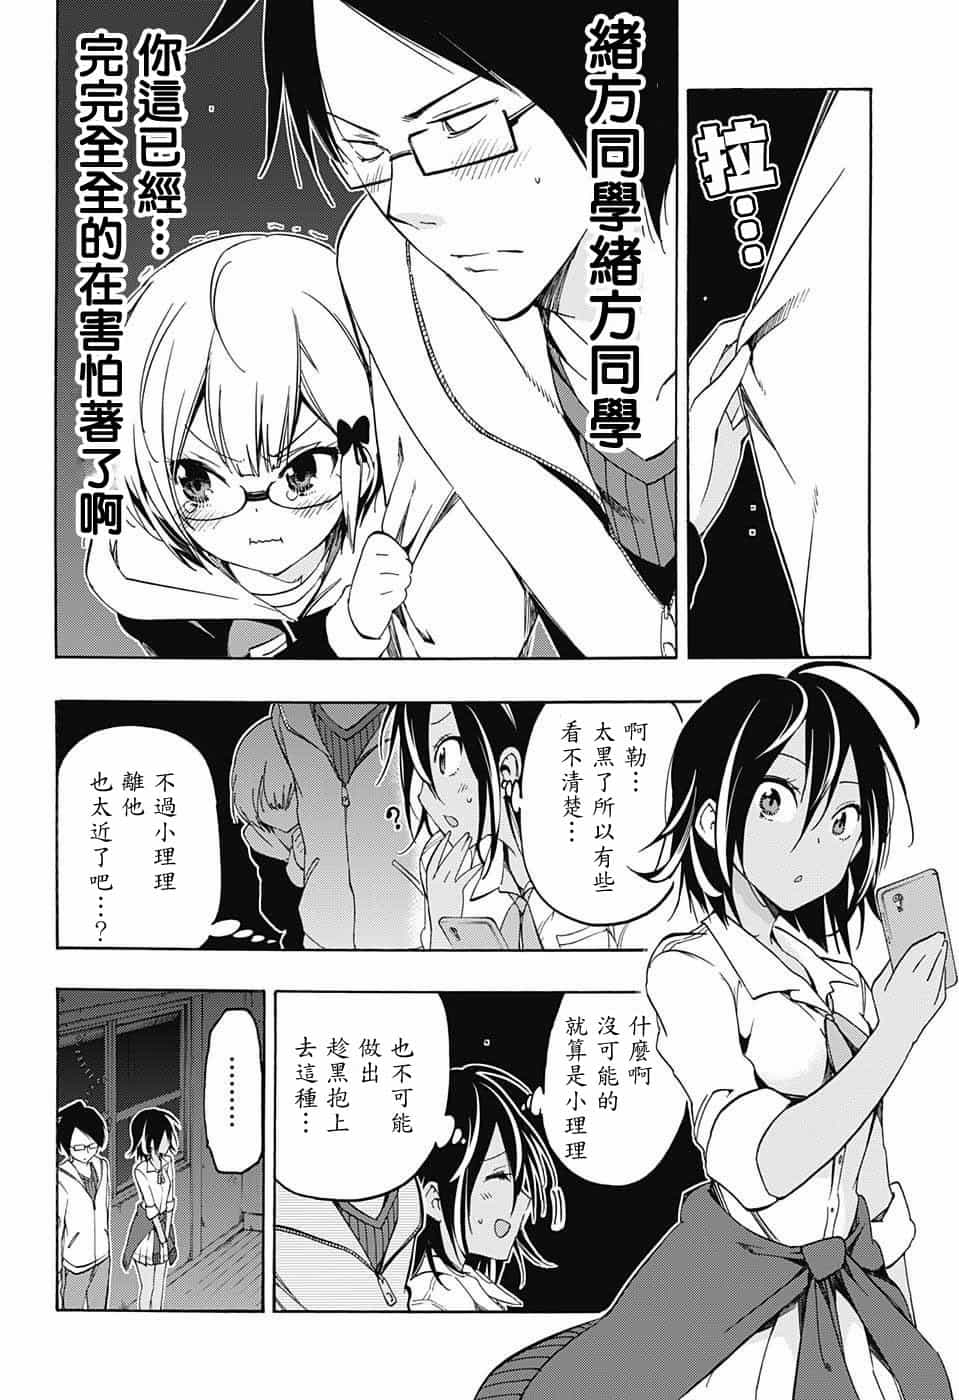 拉…
緒方同學緒方同學
你這已經…
完完全全的在害怕著了啊
啊勒…
太黑了所以有些
看不清楚…
不過小理理
離他
也太近了吧…?
什麼啊
沒可能的
就算是小理理
也不可能
做出
趁黑抱上
去這種…
………
?